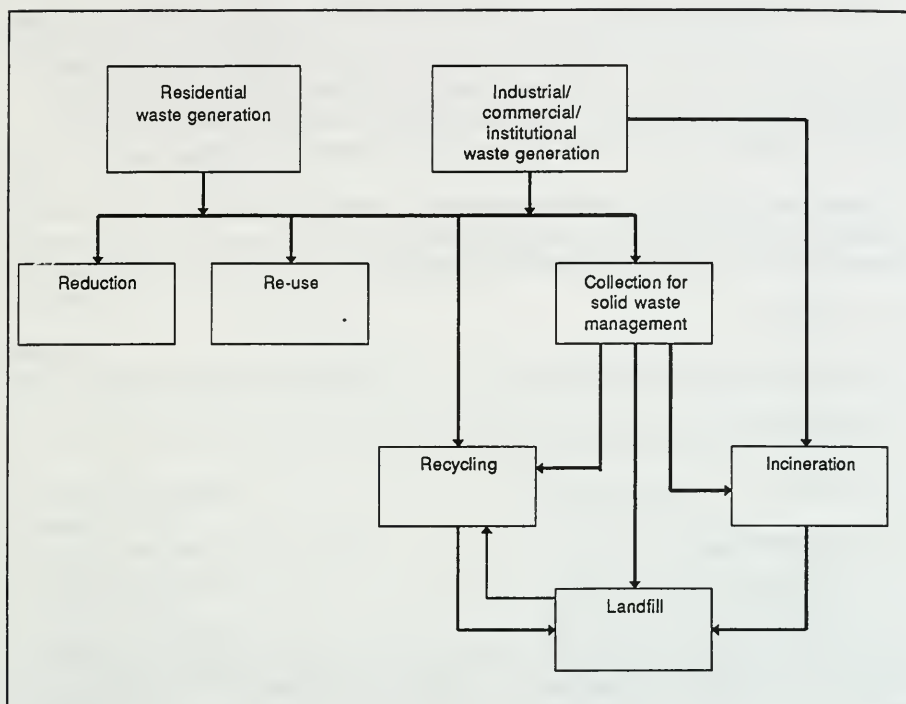 Residential
waste generation
Industrial/
commercial/
institutional
waste generation
Reduction
Re-use
Collection for
solid waste
management
Recycling
Incineration
Landfill